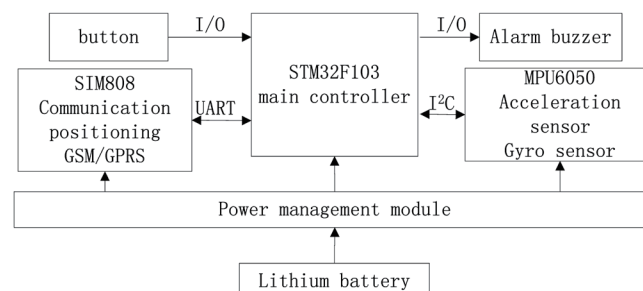 button
I/O
STM32F103
main controller
I/O
Alarm buzzer
SIM808
Communication
positioning
GSM/GPRS
UART
I²C
MPU6050
Acceleration
sensor
Gyro sensor
Power management module
Lithium battery